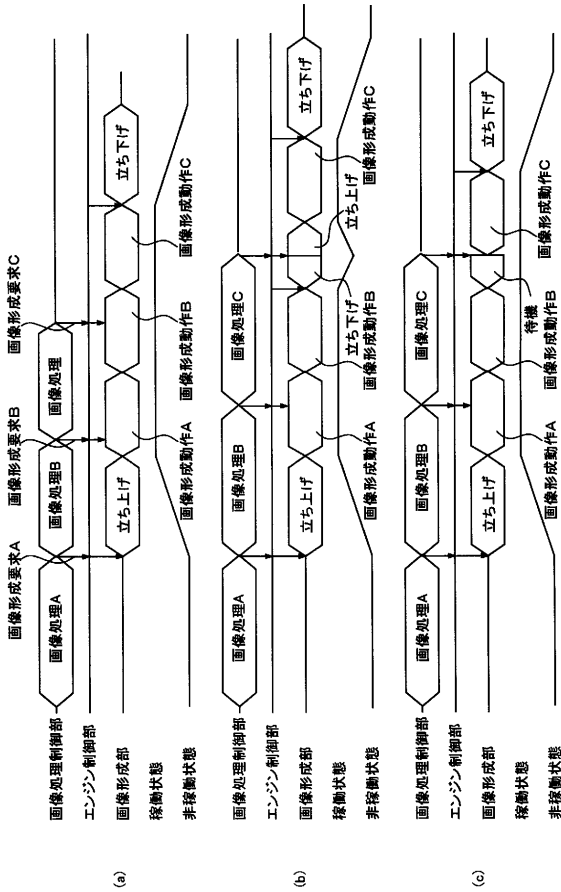 画像形成要求A
画像形成要求B
画像形成要求C
画像処理制御部
画像処理A
画像処理B
画像処理
エンジン制御部
画像形成部
立ち上げ
立ち下げ
稼働状態
非稼働状態
画像形成動作A
画像形成動作B
画像形成動作C
(a)
画像処理制御部
画像処理A
画像処理B
画像処理C
エンジン制御部
画像形成部
立ち上げ
立ち下げ
稼働状態
非稼働状態
画像形成動作A
画像形成動作B
立ち下げ
立ち上げ
画像形成動作C
(b)
画像処理制御部
画像処理A
画像処理B
画像処理C
エンジン制御部
画像形成部
立ち上げ
立ち下げ
稼働状態
非稼働状態
画像形成動作A
画像形成動作B
待機
画像形成動作C
(c)